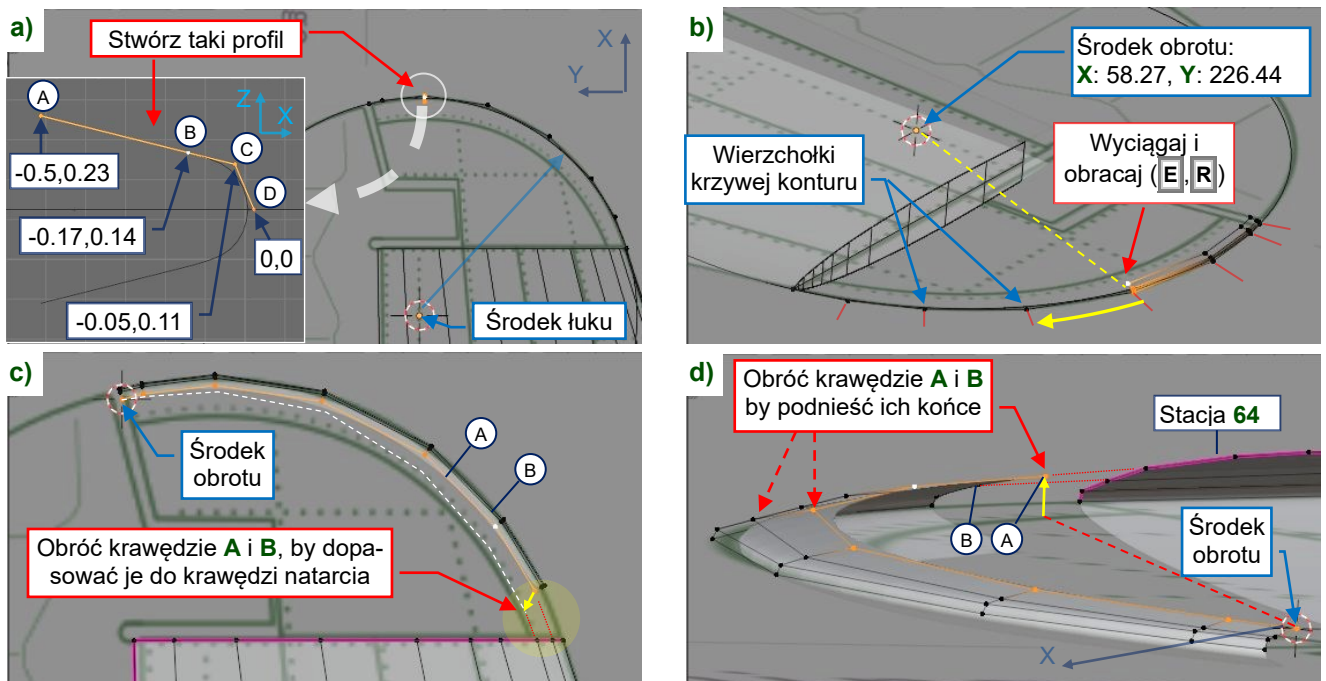 a)
Stwórz taki profil
X
Y
A
Z
X
B
C
D
-0.5,0.23
-0.17,0.14
0,0
-0.05,0.11
Środek łuku
b)
Środek obrotu:
X: 58.27, Y: 226.44
Wierzchołki
krzywej konturu
Wyciągaj i
obracaj (E,R)
c)
Środek
obrotu
A
B
Obróć krawędzie A i B, by dopa-
sować je do krawędzi natarcia
d)
Obróć krawędzie A i B
by podnieść ich końce
Stacja 64
B
A
Środek
obrotu
X